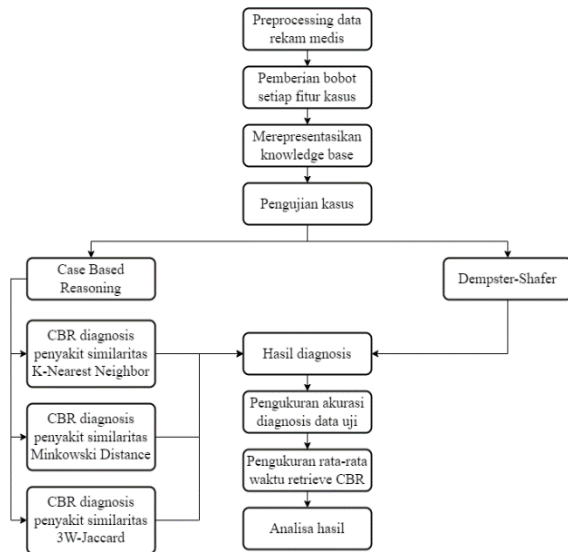 Preprocessing data
rekam medis
Pemberian bobot
setiap fitur kasus
Merepresentasikan
knowledge base
Pengujian kasus
Case Based
Reasoning
Dempster-Shafer
CBR diagnosis
penyakit similaritas
K-Nearest Neighbor
Hasil diagnosis
CBR diagnosis
penyakit similaritas
Minkowski Distance
Pengukuran akurasi
diagnosis data uji
Pengukuran rata-rata
waktu retrieve CBR
CBR diagnosis
penyakit similaritas
3W-Jaccard
Analisa hasil